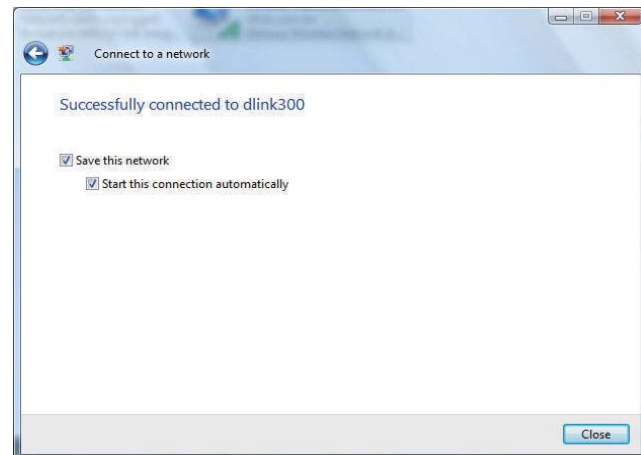 Connect to a network
Successfully connected to dlink300
Save this network
Start this connection automatically
Close